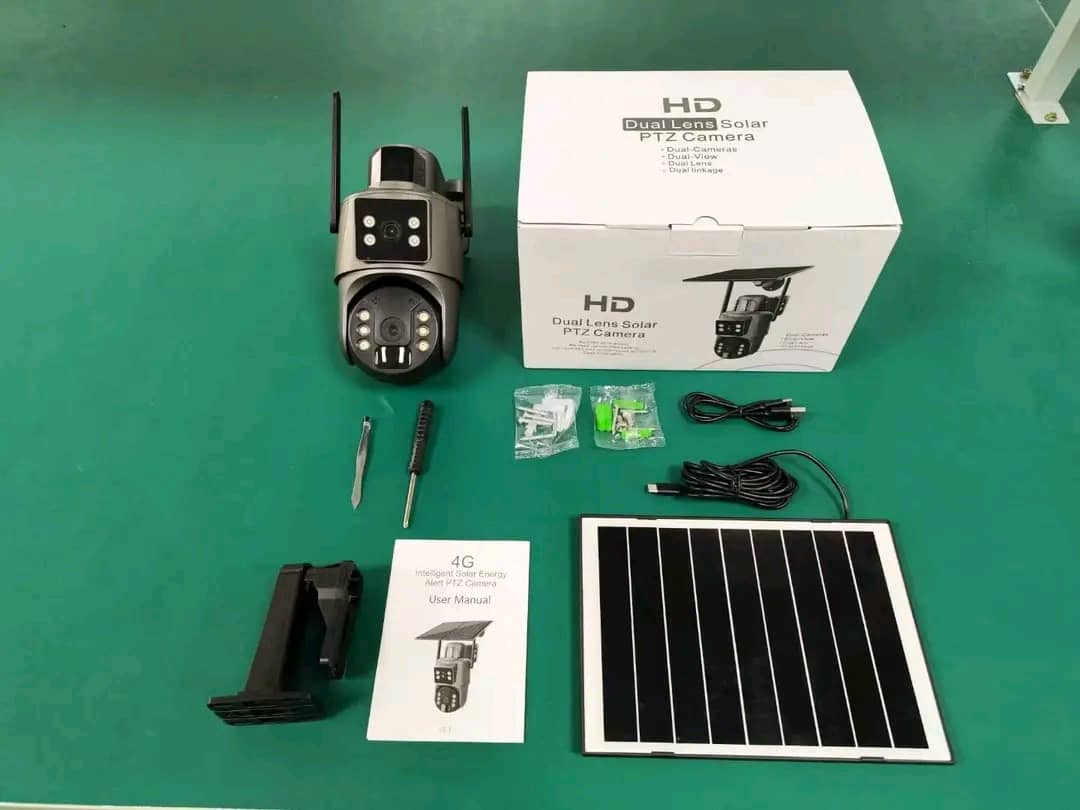 HD
Dual Lens Solar
PTZ Camera
- Dual-Cameras
- Dual-View
- Dual Lens
- Dual linkage
HD
Dual Lens Solar
PTZ Camera
4G
Intelligent Solar Energy
Alert PTZ Camera
User Manual